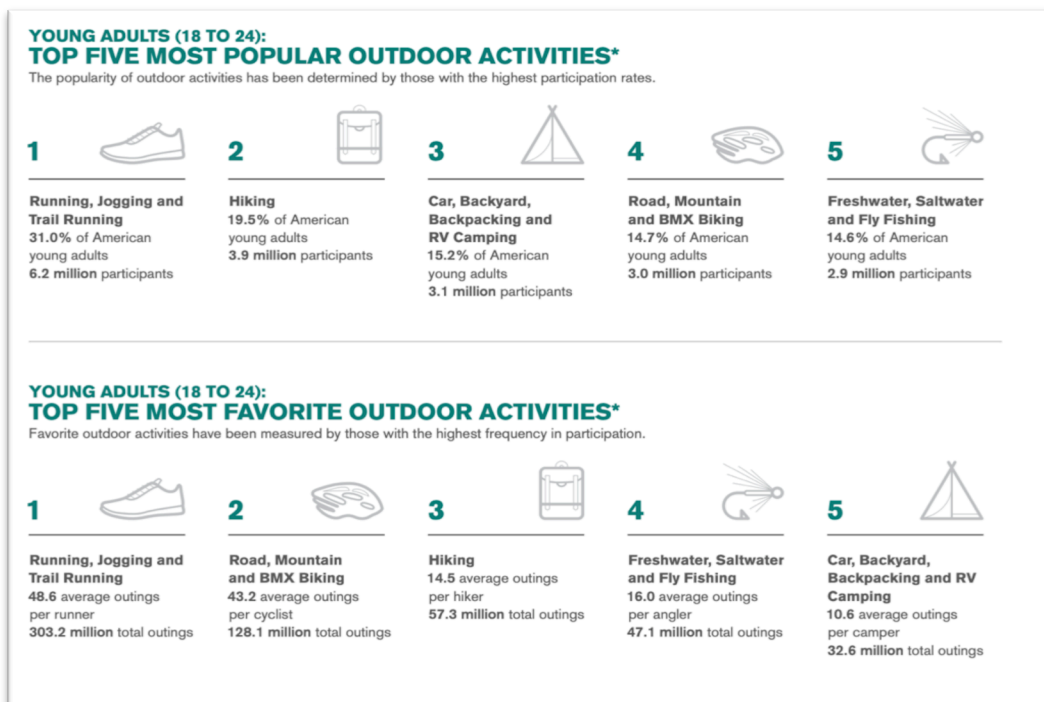 YOUNG ADULTS (18 TO 24):
TOP FIVE MOST POPULAR OUTDOOR ACTIVITIES*
The popularity of outdoor activities has been determined by those with the highest participation rates.
1
Running, Jogging and
Trail Running
31.0% of American
young adults
6.2 million participants
2
Hiking
19.5% of American
young adults
3.9 million participants
3
Car, Backyard,
Backpacking and
RV Camping
15.2% of American
young adults
3.1 million participants
4
Road, Mountain
and BMX Biking
14.7% of American
young adults
3.0 million participants
5
Freshwater, Saltwater
and Fly Fishing
14.6% of American
young adults
2.9 million participants
YOUNG ADULTS (18 TO 24):
TOP FIVE MOST FAVORITE OUTDOOR ACTIVITIES*
Favorite outdoor activities have been measured by those with the highest frequency in participation.
1
Running, Jogging and
Trail Running
48.6 average outings
per runner
303.2 million total outings
2
Road, Mountain
and BMX Biking
43.2 average outings
per cyclist
128.1 million total outings
3
Hiking
14.5 average outings
per hiker
57.3 million total outings
4
Freshwater, Saltwater
and Fly Fishing
16.0 average outings
per angler
47.1 million total outings
5
Car, Backyard,
Backpacking and RV
Camping
10.6 average outings
per camper
32.6 million total outings